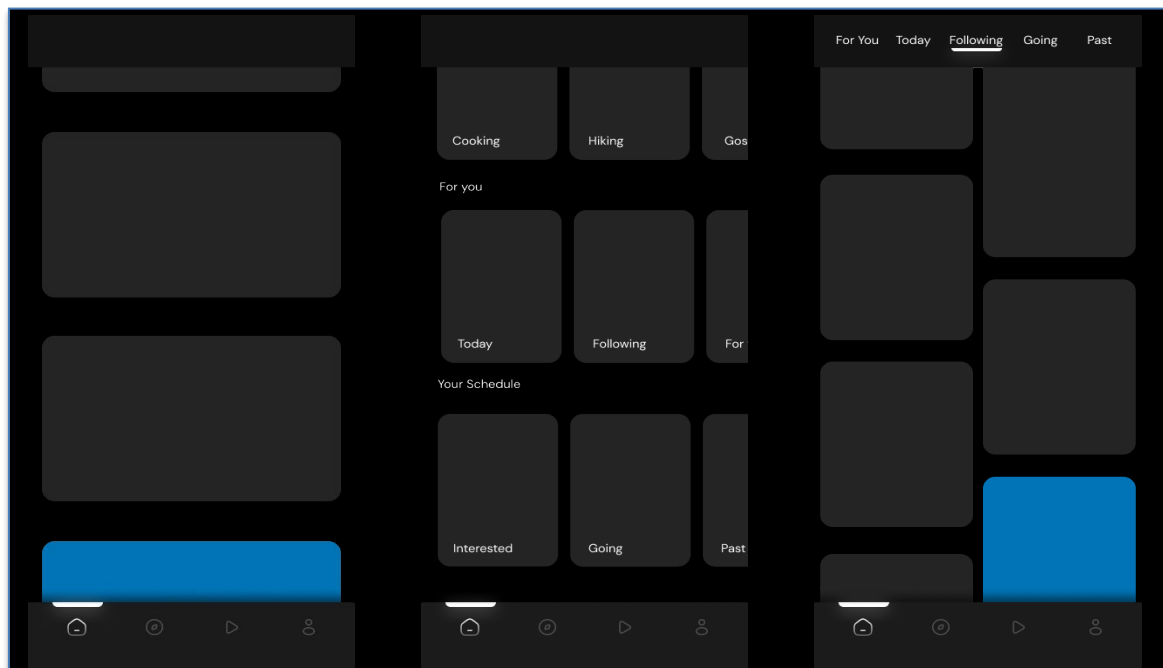 For You Today Following Going Past
Cooking Hiking Gos
For you
Today Following For
Your Schedule
Interested Going Past